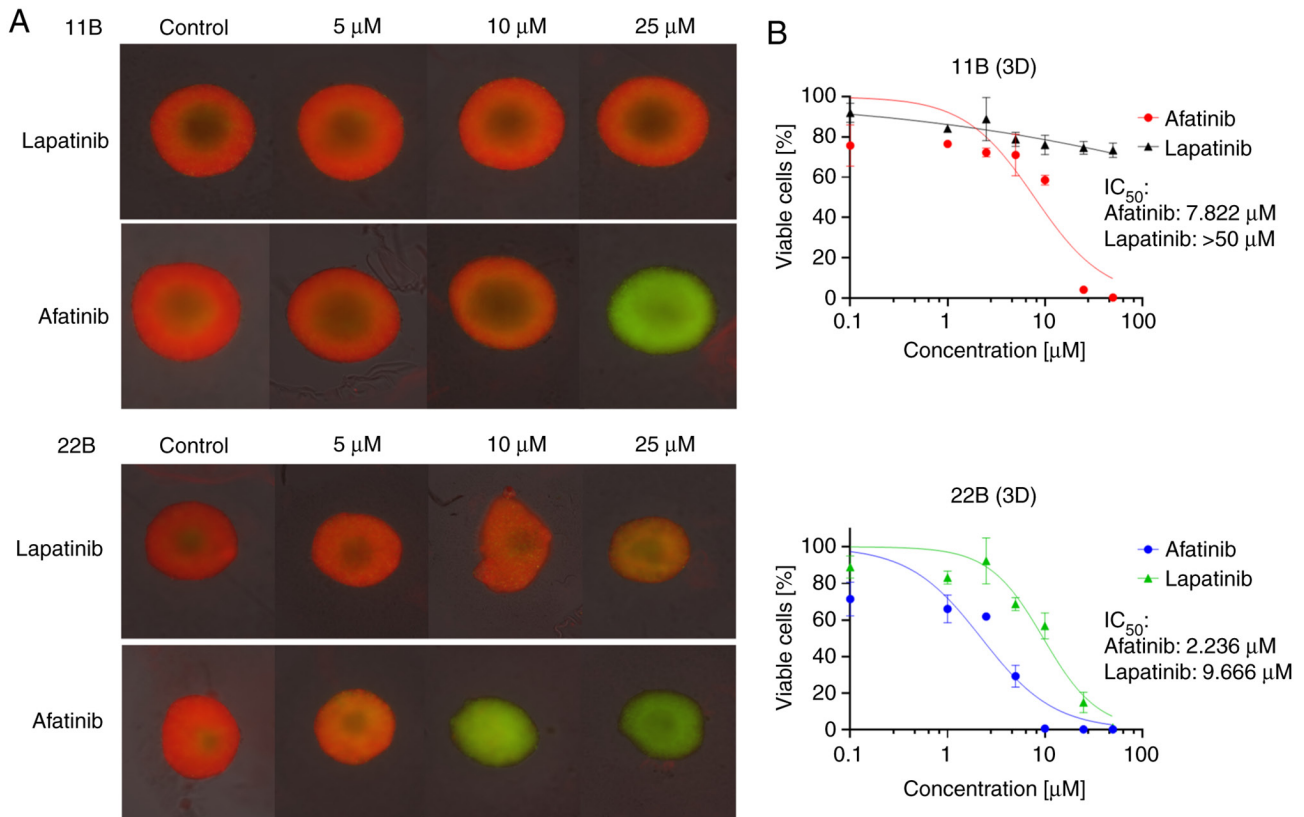 A
11B Control 5 μM 10 μM 25 μM
Lapatinib
Afatinib
22B Control 5 μM 10 μM 25 μM
Lapatinib
Afatinib
B
11B (3D)
Viable cells [%]
100
80
60
40
20
0
0.1 1 10 100
Concentration [μM]
Afatinib
Lapatinib
IC50:
Afatinib: 7.822 μM
Lapatinib: >50 μM
22B (3D)
Viable cells [%]
100
80
60
40
20
0
0.1 1 10 100
Concentration [μM]
Afatinib
Lapatinib
IC50:
Afatinib: 2.236 μM
Lapatinib: 9.666 μM